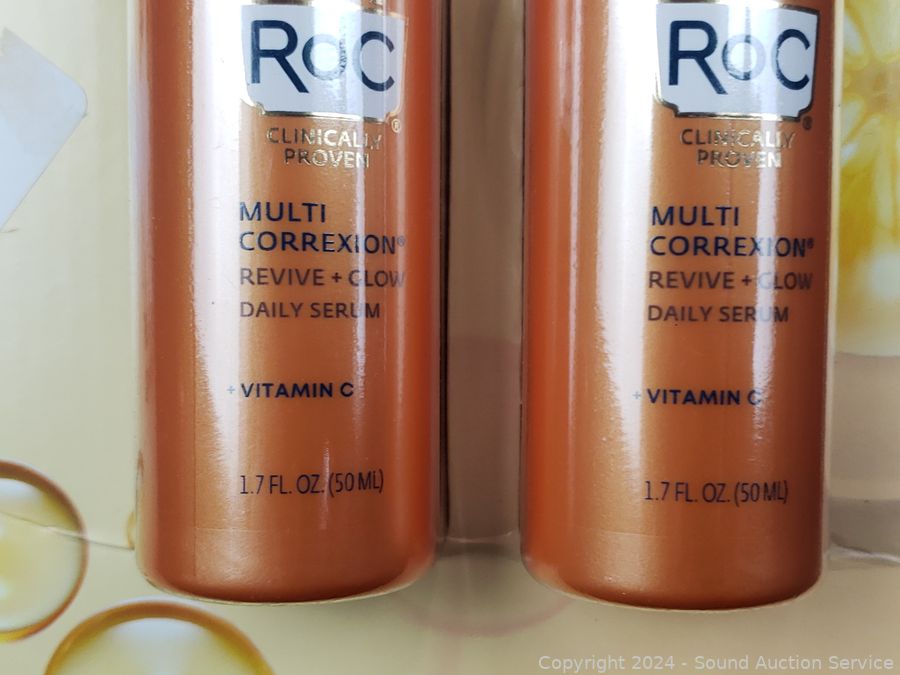 RoC®
CLINICALLY
PROVEN
MULTI
CORREXION®
REVIVE + GLOW
DAILY SERUM
+ VITAMIN C
1.7 FL. OZ. (50 ML)
RoC®
CLINICALLY
PROVEN
MULTI
CORREXION®
REVIVE + GLOW
DAILY SERUM
+ VITAMIN C
1.7 FL. OZ. (50 ML)
Copyright 2024 - Sound Auction Service